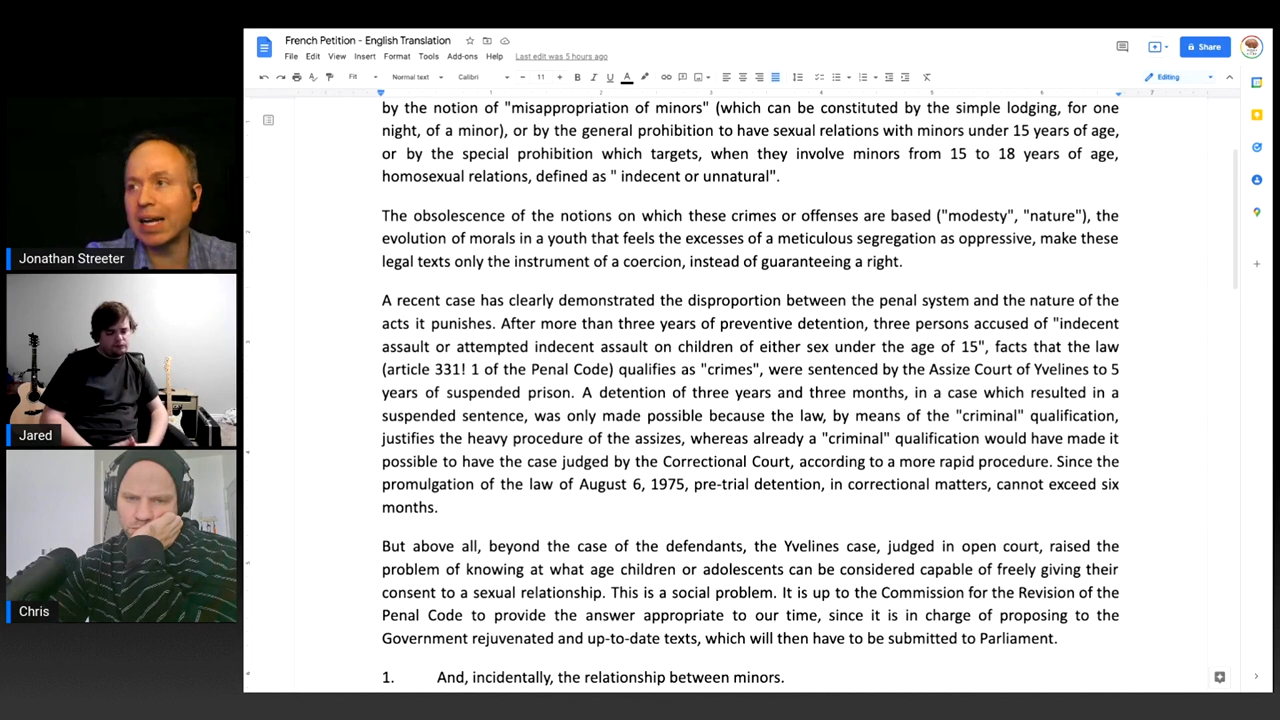 French Petition - English Translation
File Edit View Insert Format Tools Add-ons Help Last edit was 5 hours ago
Share
Fit Normal text Calibri 11 B I U A Editing
1 2 3 4 5 6 7
by the notion of "misappropriation of minors" (which can be constituted by the simple lodging, for one
night, of a minor), or by the general prohibition to have sexual relations with minors under 15 years of age,
or by the special prohibition which targets, when they involve minors from 15 to 18 years of age,
homosexual relations, defined as " indecent or unnatural".
The obsolescence of the notions on which these crimes or offenses are based ("modesty", "nature"), the
evolution of morals in a youth that feels the excesses of a meticulous segregation as oppressive, make these
legal texts only the instrument of a coercion, instead of guaranteeing a right.
A recent case has clearly demonstrated the disproportion between the penal system and the nature of the
acts it punishes. After more than three years of preventive detention, three persons accused of "indecent
assault or attempted indecent assault on children of either sex under the age of 15", facts that the law
(article 331! 1 of the Penal Code) qualifies as "crimes", were sentenced by the Assize Court of Yvelines to 5
years of suspended prison. A detention of three years and three months, in a case which resulted in a
suspended sentence, was only made possible because the law, by means of the "criminal" qualification,
justifies the heavy procedure of the assizes, whereas already a "criminal" qualification would have made it
possible to have the case judged by the Correctional Court, according to a more rapid procedure. Since the
promulgation of the law of August 6, 1975, pre-trial detention, in correctional matters, cannot exceed six
months.
But above all, beyond the case of the defendants, the Yvelines case, judged in open court, raised the
problem of knowing at what age children or adolescents can be considered capable of freely giving their
consent to a sexual relationship. This is a social problem. It is up to the Commission for the Revision of the
Penal Code to provide the answer appropriate to our time, since it is in charge of proposing to the
Government rejuvenated and up-to-date texts, which will then have to be submitted to Parliament.
1. And, incidentally, the relationship between minors.
Jonathan Streeter
Jared
Chris